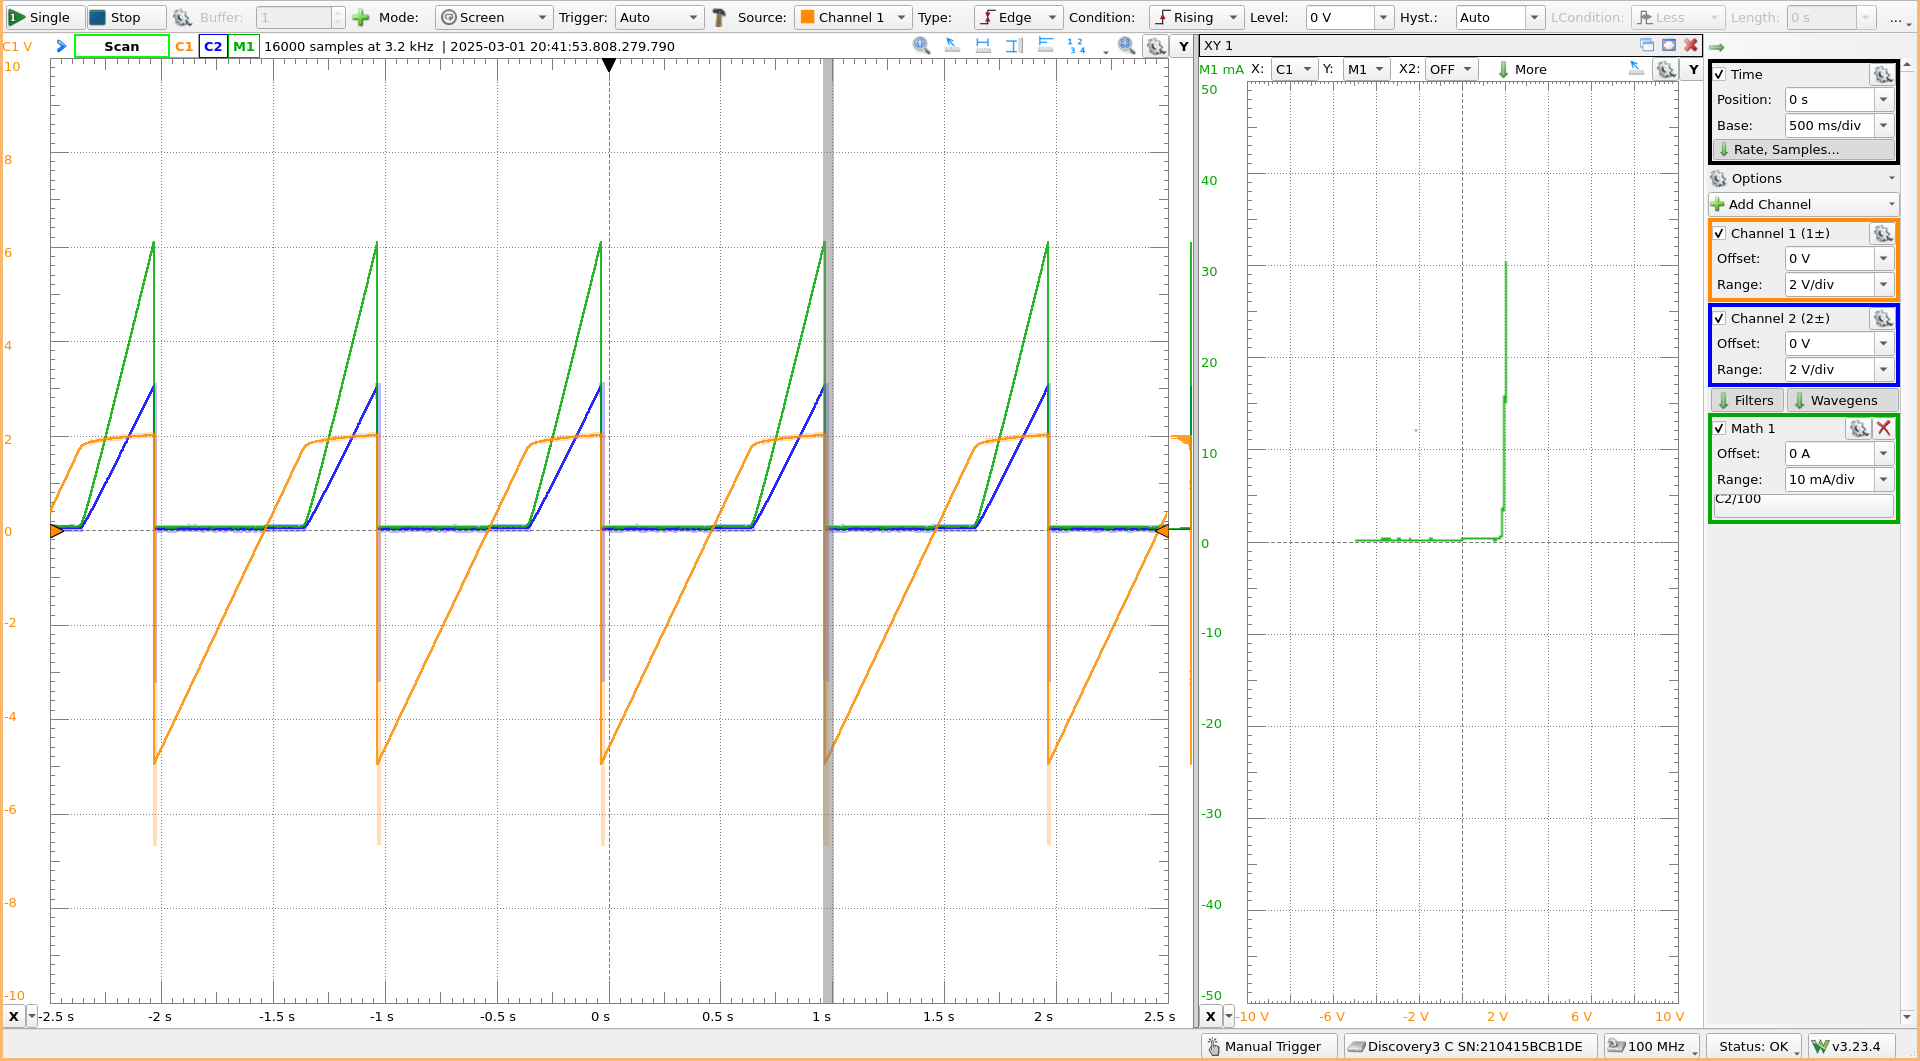 Single Stop Buffer: 1 Mode: Screen Trigger: Auto Source: Channel 1 Type: Edge Condition: Rising Level: 0 V Hyst.: Auto LCondition: Less Length: 0 s ...
C1 V Scan C1 C2 M1 16000 samples at 3.2 kHz | 2025-03-01 20:41:53.808.279.790 Y
10
8
6
4
2
0
-2
-4
-6
-8
-10
X -2.5 s -2 s -1.5 s -1 s -0.5 s 0 s 0.5 s 1 s 1.5 s 2 s 2.5 s
XY 1
M1 mA X: C1 Y: M1 X2: OFF More Y
50
40
30
20
10
0
-10
-20
-30
-40
-50
X -10 V -6 V -2 V 2 V 6 V 10 V
Time
Position: 0 s
Base: 500 ms/div
Rate, Samples...
Options
Add Channel
Channel 1 (1±)
Offset: 0 V
Range: 2 V/div
Channel 2 (2±)
Offset: 0 V
Range: 2 V/div
Filters Wavegens
Math 1
Offset: 0 A
Range: 10 mA/div
C2/100
Manual Trigger Discovery3 C SN:210415BCB1DE 100 MHz Status: OK v3.23.4